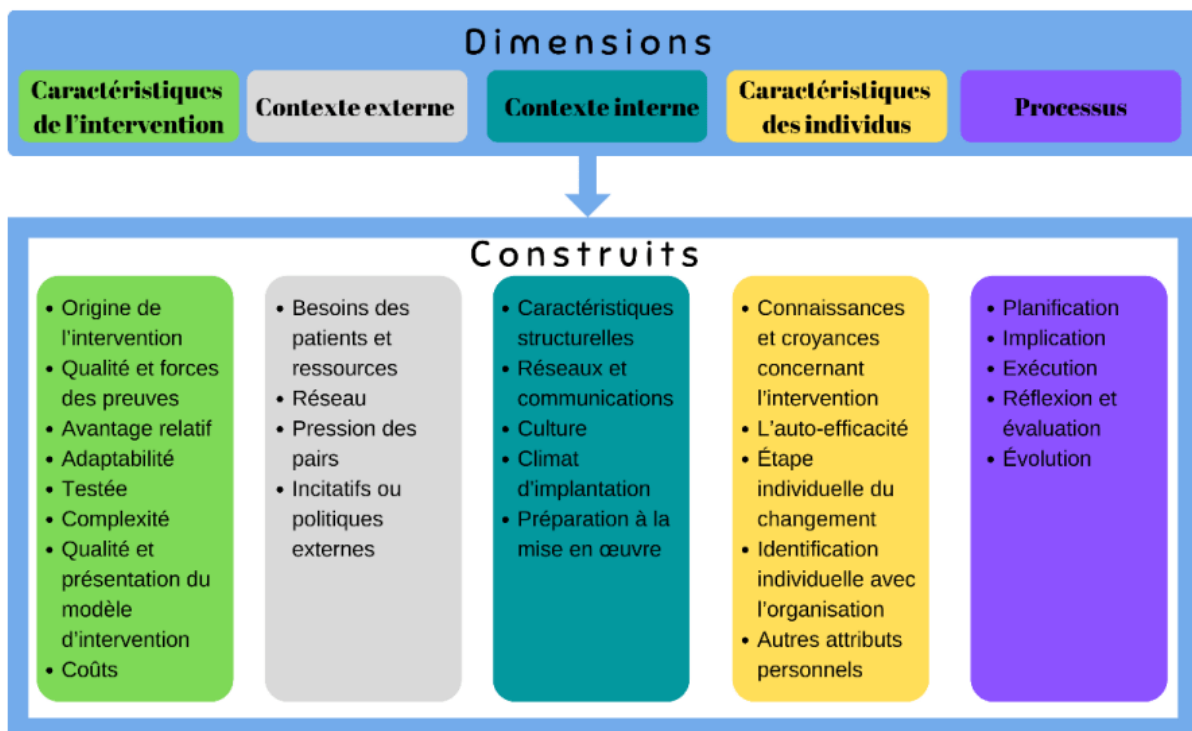 Dimensions
Caractéristiques
de l'intervention
Contexte externe
Contexte interne
Caractéristiques
des individus
Processus
Construits
• Origine de
l'intervention
• Qualité et forces
des preuves
• Avantage relatif
• Adaptabilité
• Testée
• Complexité
• Qualité et
présentation du
modèle
d'intervention
• Coûts
• Besoins des
patients et
ressources
• Réseau
• Pression des
pairs
• Incitatifs ou
politiques
externes
• Caractéristiques
structurelles
• Réseaux et
communications
• Culture
• Climat
d'implantation
• Préparation à la
mise en œuvre
• Connaissances
et croyances
concernant
l'intervention
• L'auto-efficacité
• Étape
individuelle du
changement
• Identification
individuelle avec
l'organisation
• Autres attributs
personnels
• Planification
• Implication
• Exécution
• Réflexion et
évaluation
• Évolution